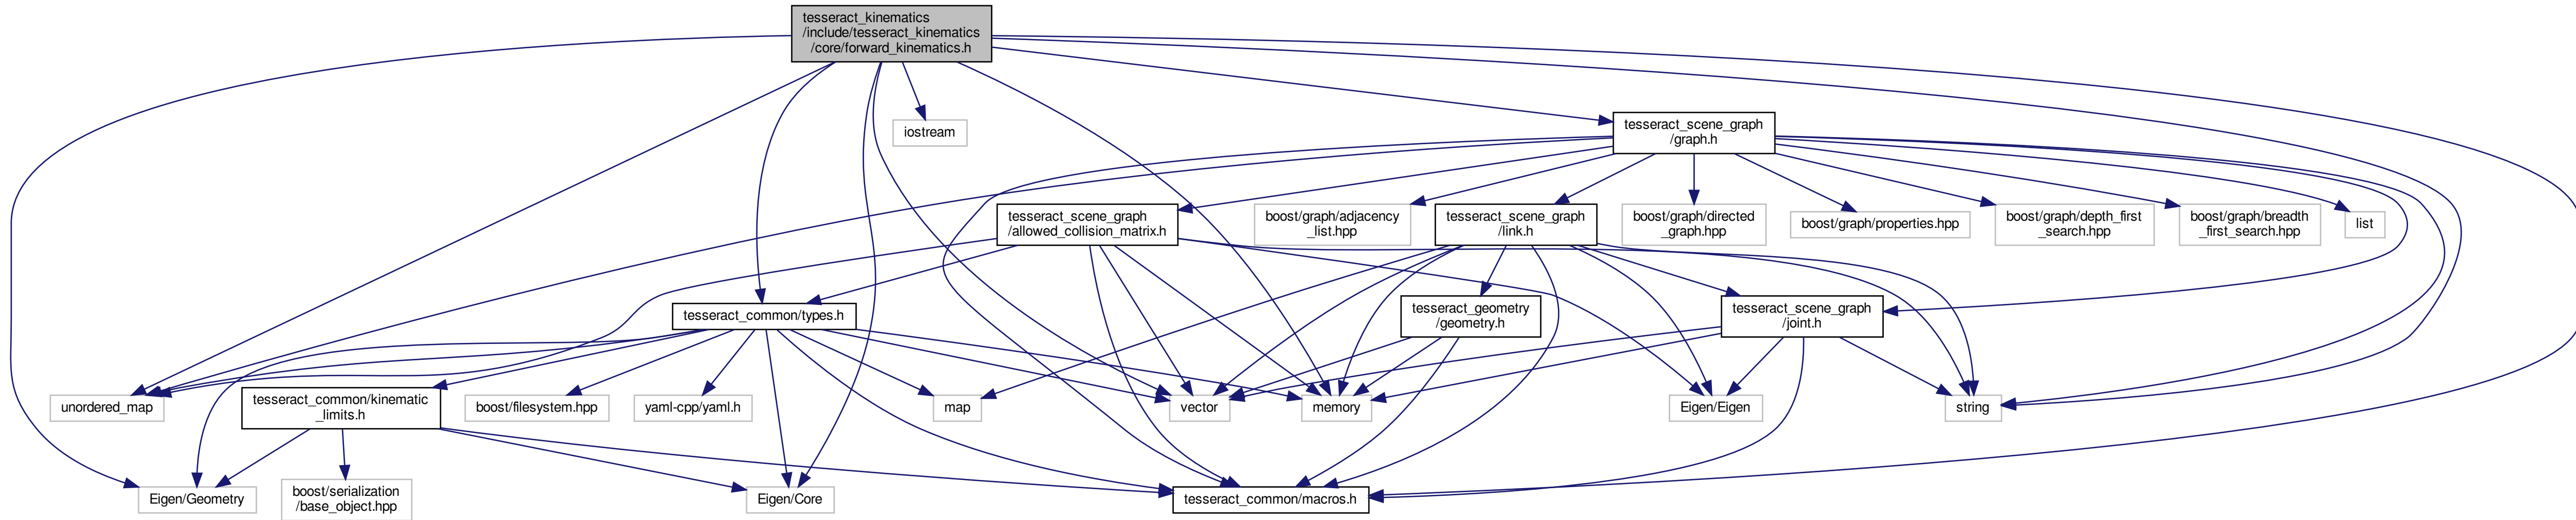 tesseract_kinematics
/include/tesseract_kinematics
/core/forward_kinematics.h
iostream
tesseract_scene_graph
/graph.h
tesseract_scene_graph
/allowed_collision_matrix.h
boost/graph/adjacency
_list.hpp
tesseract_scene_graph
/link.h
boost/graph/directed
_graph.hpp
boost/graph/properties.hpp
boost/graph/depth_first
_search.hpp
boost/graph/breadth
_first_search.hpp
list
tesseract_common/types.h
tesseract_geometry
/geometry.h
tesseract_scene_graph
/joint.h
unordered_map
tesseract_common/kinematic
_limits.h
boost/filesystem.hpp
yaml-cpp/yaml.h
map
vector
memory
Eigen/Eigen
string
Eigen/Geometry
boost/serialization
/base_object.hpp
Eigen/Core
tesseract_common/macros.h